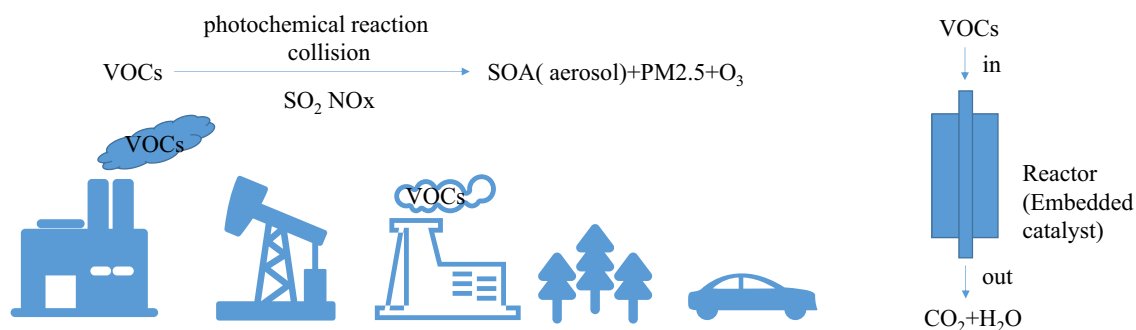 photochemical reaction
collision
VOCs
SOA( aerosol)+PM2.5+O₃
SO₂ NOx
VOCs
VOCs
VOCs
in
Reactor
(Embedded
catalyst)
out
CO₂+H₂O